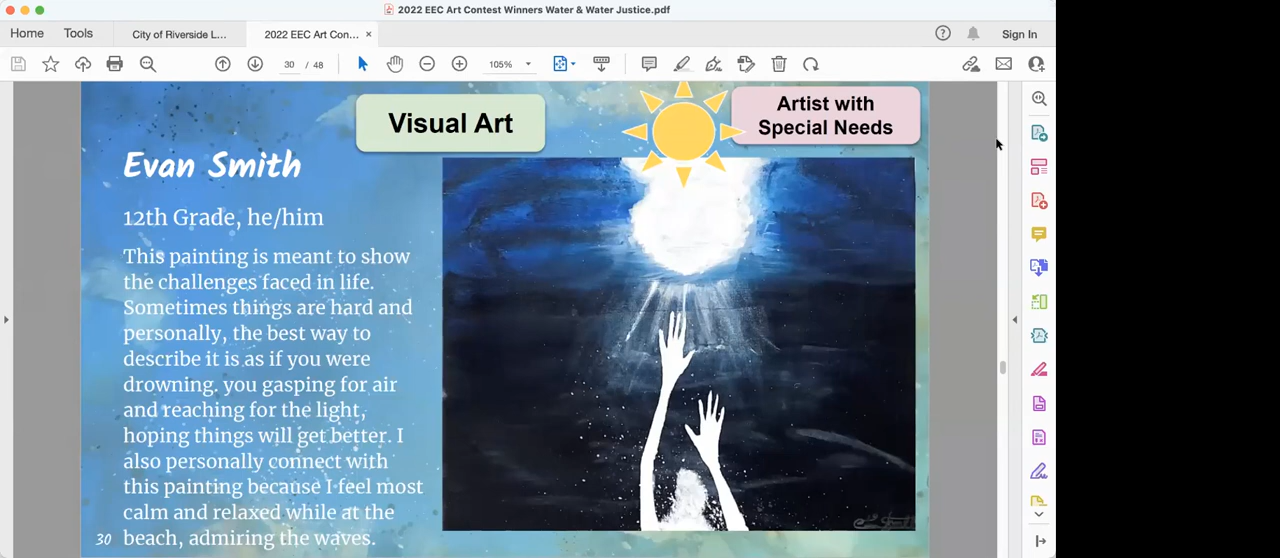 2022 EEC Art Contest Winners Water & Water Justice.pdf
Home Tools City of Riverside L... 2022 EEC Art Con... × Sign In
30 / 48 105%
Visual Art
Artist with
Special Needs
Evan Smith
12th Grade, he/him
This painting is meant to show
the challenges faced in life.
Sometimes things are hard and
personally, the best way to
describe it is as if you were
drowning. you gasping for air
and reaching for the light,
hoping things will get better. I
also personally connect with
this painting because I feel most
calm and relaxed while at the
beach, admiring the waves.
30